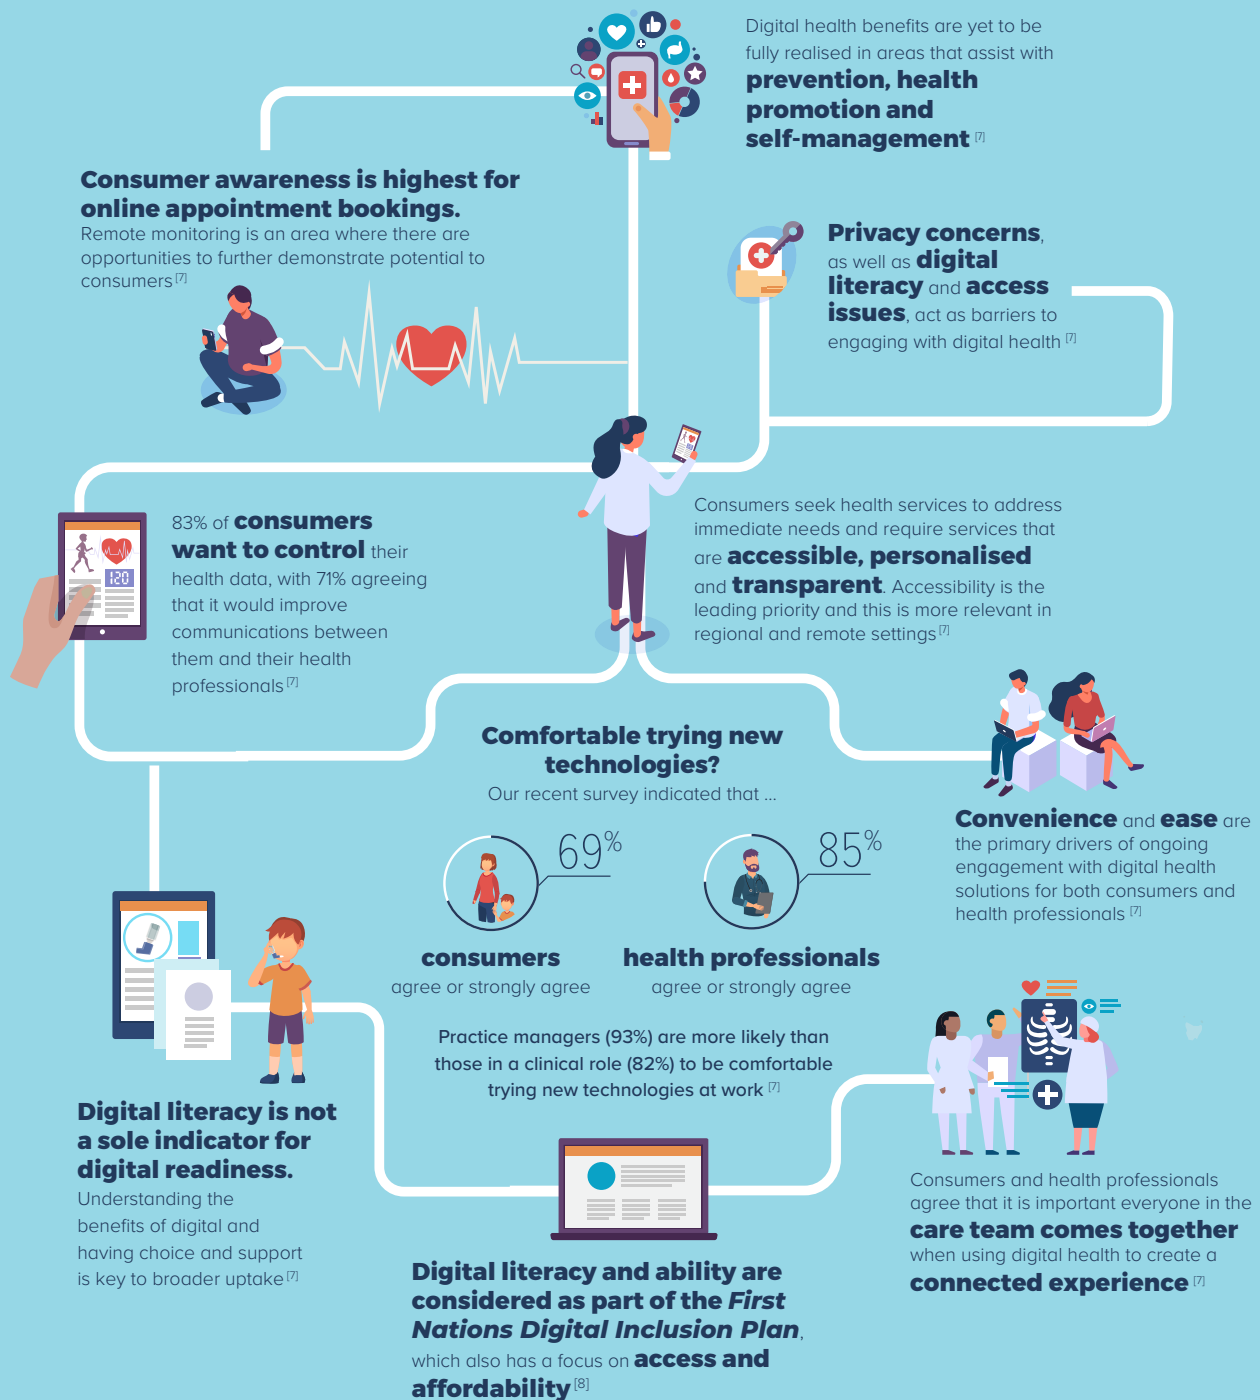 Digital health benefits are yet to be
fully realised in areas that assist with
prevention, health
promotion and
self-management [7]
Consumer awareness is highest for
online appointment bookings.
Remote monitoring is an area where there are
opportunities to further demonstrate potential to
consumers [7]
Privacy concerns,
as well as digital
literacy and access
issues, act as barriers to
engaging with digital health [7]
83% of consumers
want to control their
health data, with 71% agreeing
that it would improve
communications between
them and their health
professionals [7]
120
Consumers seek health services to address
immediate needs and require services that
are accessible, personalised
and transparent. Accessibility is the
leading priority and this is more relevant in
regional and remote settings [7]
Comfortable trying new
technologies?
Our recent survey indicated that ...
69%
85%
consumers
agree or strongly agree
health professionals
agree or strongly agree
Practice managers (93%) are more likely than
those in a clinical role (82%) to be comfortable
trying new technologies at work [7]
Convenience and ease are
the primary drivers of ongoing
engagement with digital health
solutions for both consumers and
health professionals [7]
Digital literacy is not
a sole indicator for
digital readiness.
Understanding the
benefits of digital and
having choice and support
is key to broader uptake [7]
Digital literacy and ability are
considered as part of the First
Nations Digital Inclusion Plan,
which also has a focus on access and
affordability [8]
Consumers and health professionals
agree that it is important everyone in the
care team comes together
when using digital health to create a
connected experience [7]